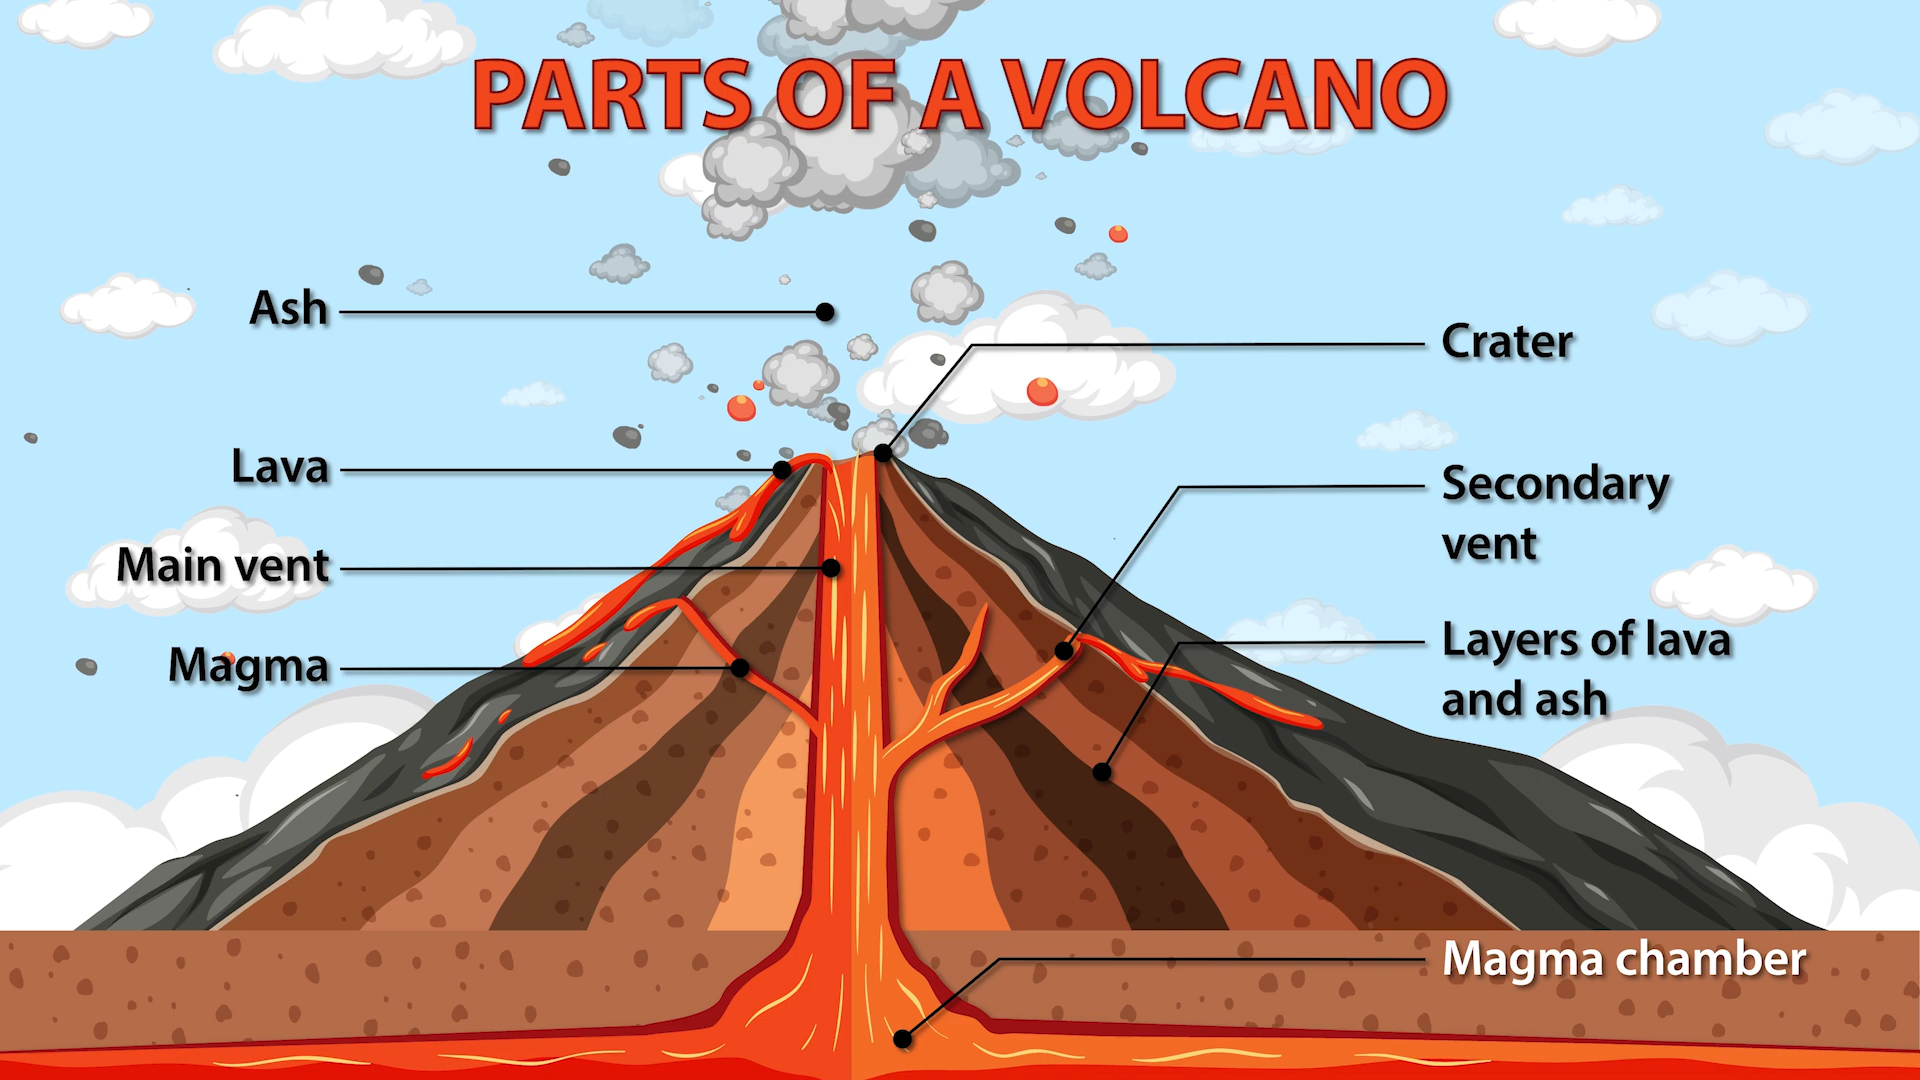 PARTS OF A VOLCANO
Ash
Crater
Lava
Secondary
vent
Main vent
Magma
Layers of lava
and ash
Magma chamber